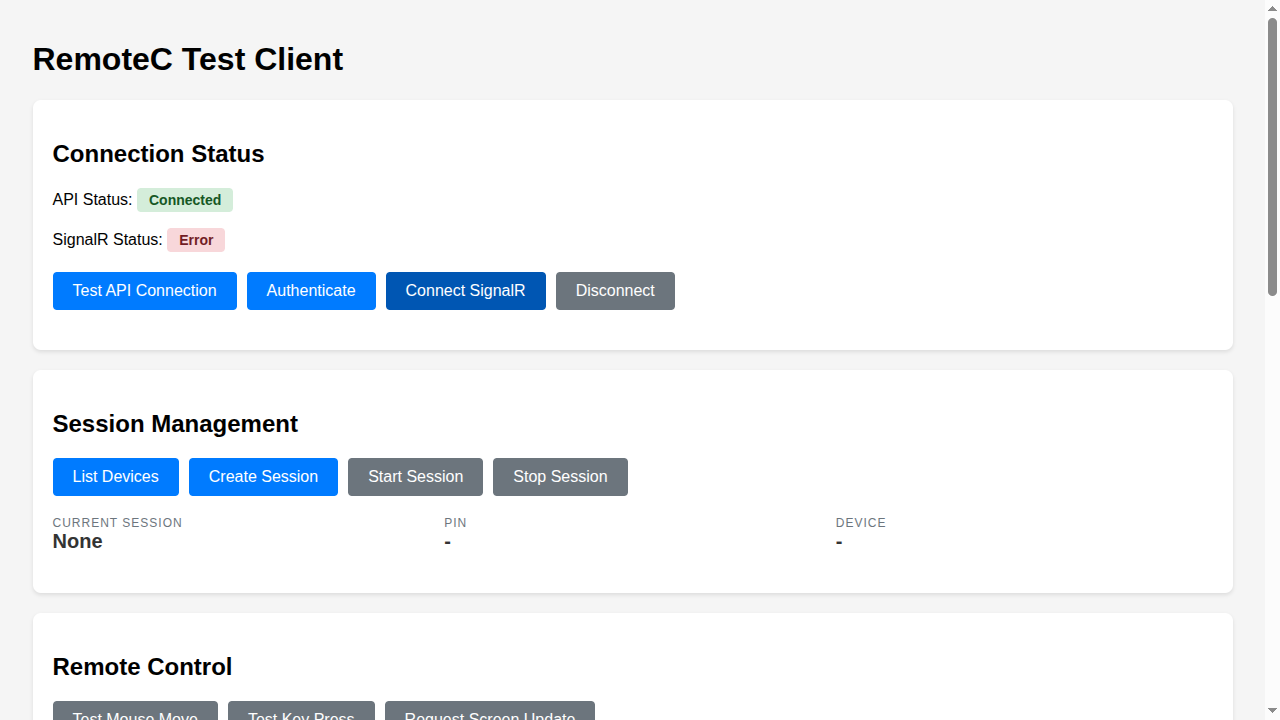 RemoteC Test Client
Connection Status
API Status: Connected
SignalR Status: Error
Test API Connection Authenticate Connect SignalR Disconnect
Session Management
List Devices Create Session Start Session Stop Session
CURRENT SESSION PIN DEVICE
None - -
Remote Control
Test Mouse Move Test Key Press Request Screen Update